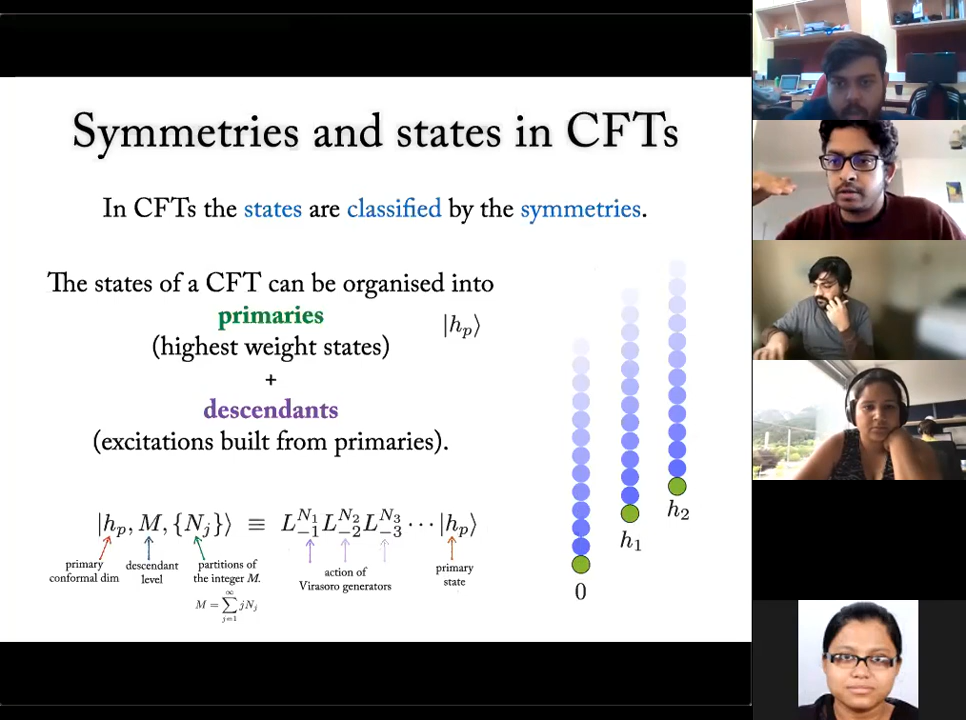 Symmetries and states in CFTs
In CFTs the states are classified by the symmetries.
The states of a CFT can be organised into
primaries
|h_p⟩
(highest weight states)
+
descendants
(excitations built from primaries).
|h_p, M, {N_j}⟩ ≡ L_{-1}^{N_1} L_{-2}^{N_2} L_{-3}^{N_3} ⋯ |h_p⟩
primary
conformal dim
descendant
level
partitions of
the integer M.
M = \sum_{j=1}^{∞} jN_j
action of
Virasoro generators
primary
state
0
h_1
h_2